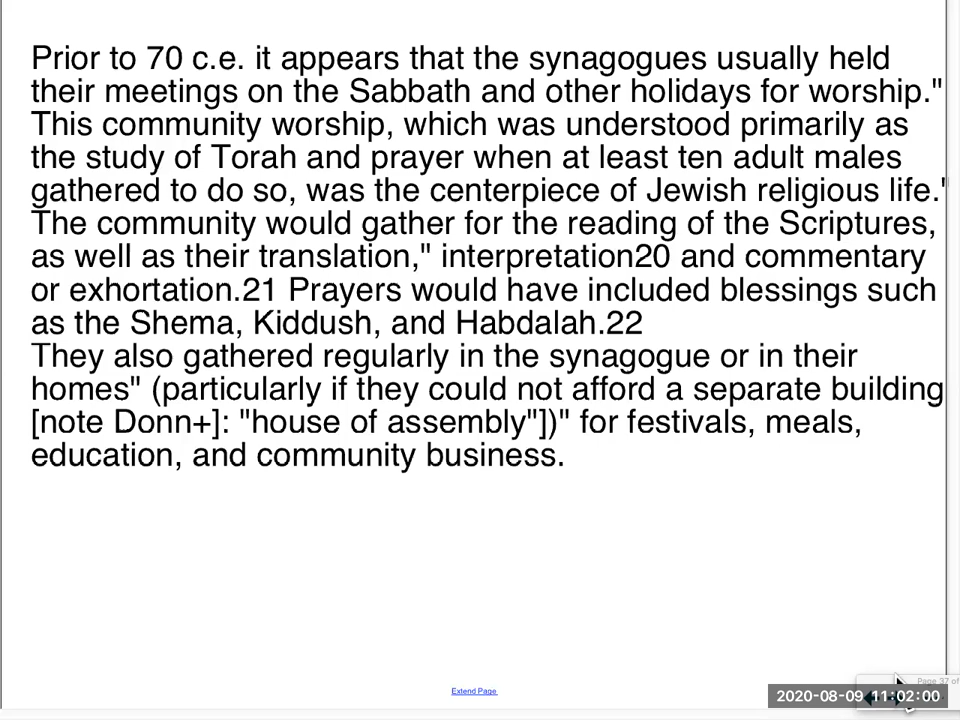 Prior to 70 c.e. it appears that the synagogues usually held
their meetings on the Sabbath and other holidays for worship."
This community worship, which was understood primarily as
the study of Torah and prayer when at least ten adult males
gathered to do so, was the centerpiece of Jewish religious life."
The community would gather for the reading of the Scriptures,
as well as their translation," interpretation20 and commentary
or exhortation.21 Prayers would have included blessings such
as the Shema, Kiddush, and Habdalah.22
They also gathered regularly in the synagogue or in their
homes" (particularly if they could not afford a separate building
[note Donn+]: "house of assembly"])" for festivals, meals,
education, and community business.
Extend Page
Page 37 of
2020-08-09 11:02:00